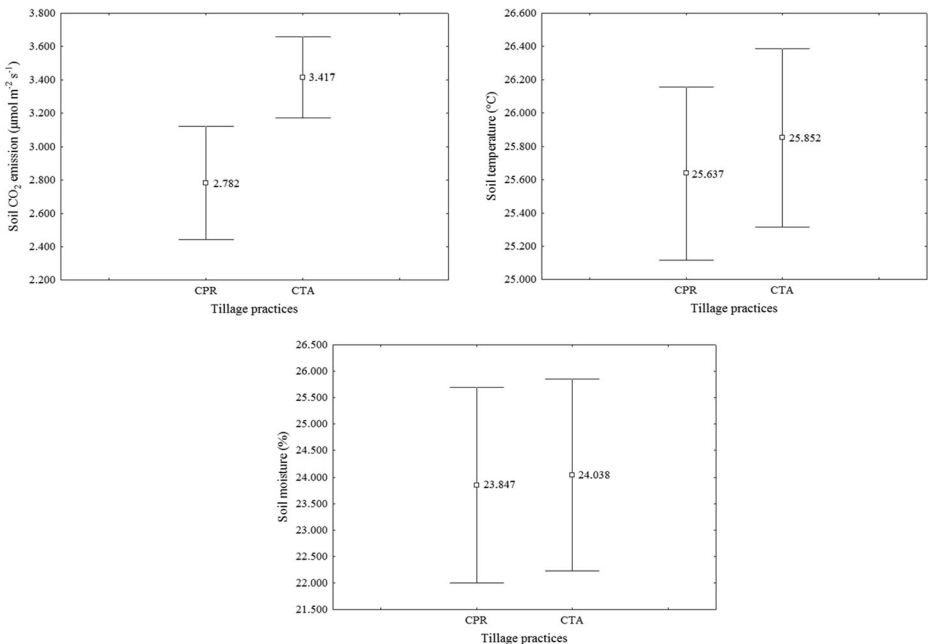 3.800
3.600
3.400
3.200
3.000
2.800
2.600
2.400
2.200
Soil CO₂ emission (µmol m⁻² s⁻¹)
2.782
3.417
CPR
CTA
Tillage practices
26.600
26.400
26.200
26.000
25.800
25.600
25.400
25.200
25.000
Soil temperature (°C)
25.637
25.852
CPR
CTA
Tillage practices
26.500
26.000
25.500
25.000
24.500
24.000
23.500
23.000
22.500
22.000
21.500
Soil moisture (%)
23.847
24.038
CPR
CTA
Tillage practices